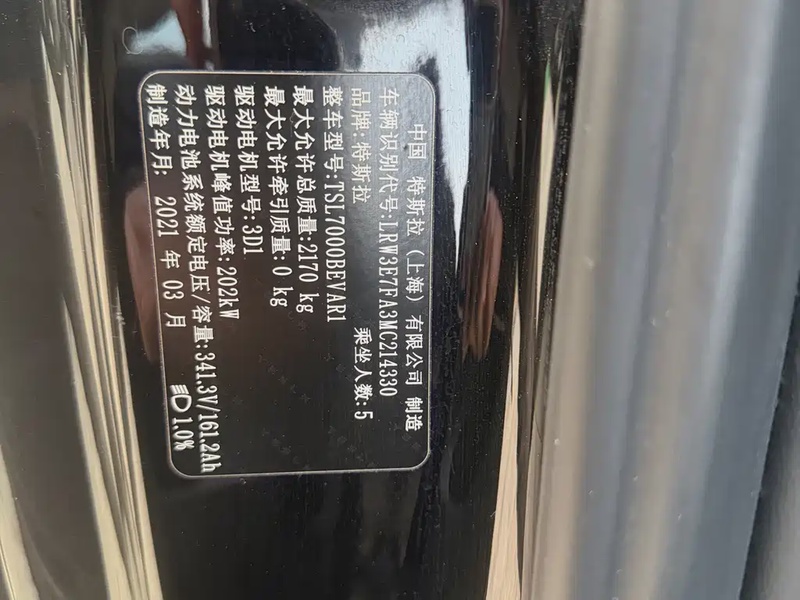 中国 特斯拉（上海）有限公司 制造
车辆识别代号:LRW3E7FA3MC214330
品牌:特斯拉 乘坐人数:5
整车型号:TSL7000BEVAR1
最大允许总质量:2170 kg
最大允许牵引质量:0 kg
驱动电机型号:3D1
驱动电机峰值功率:202kW
动力电池系统额定电压/容量:341.3V/161.2Ah
制造年月: 2021 年 03 月 1.0%